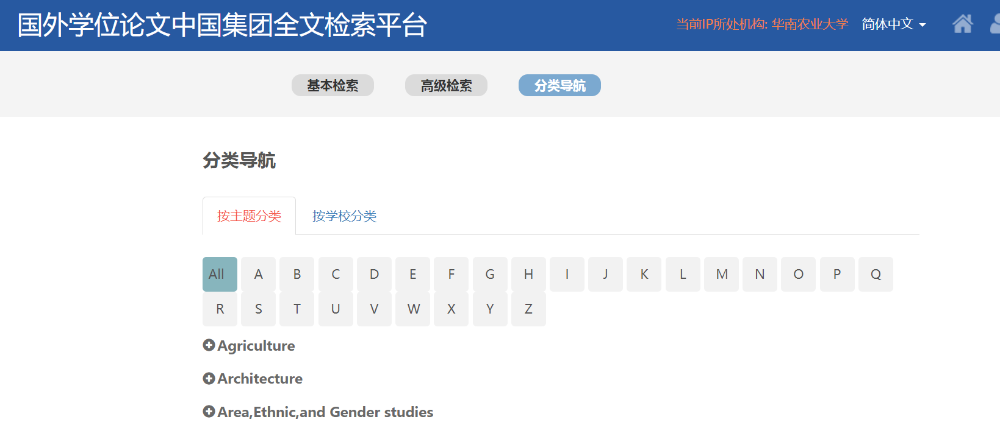 国外学位论文中国集团全文检索平台
当前IP所处机构: 华南农业大学 简体中文
基本检索 高级检索 分类导航
分类导航
按主题分类 按学校分类
All A B C D E F G H I J K L M N O P Q
R S T U V W X Y Z
Agriculture
Architecture
Area,Ethnic,and Gender studies